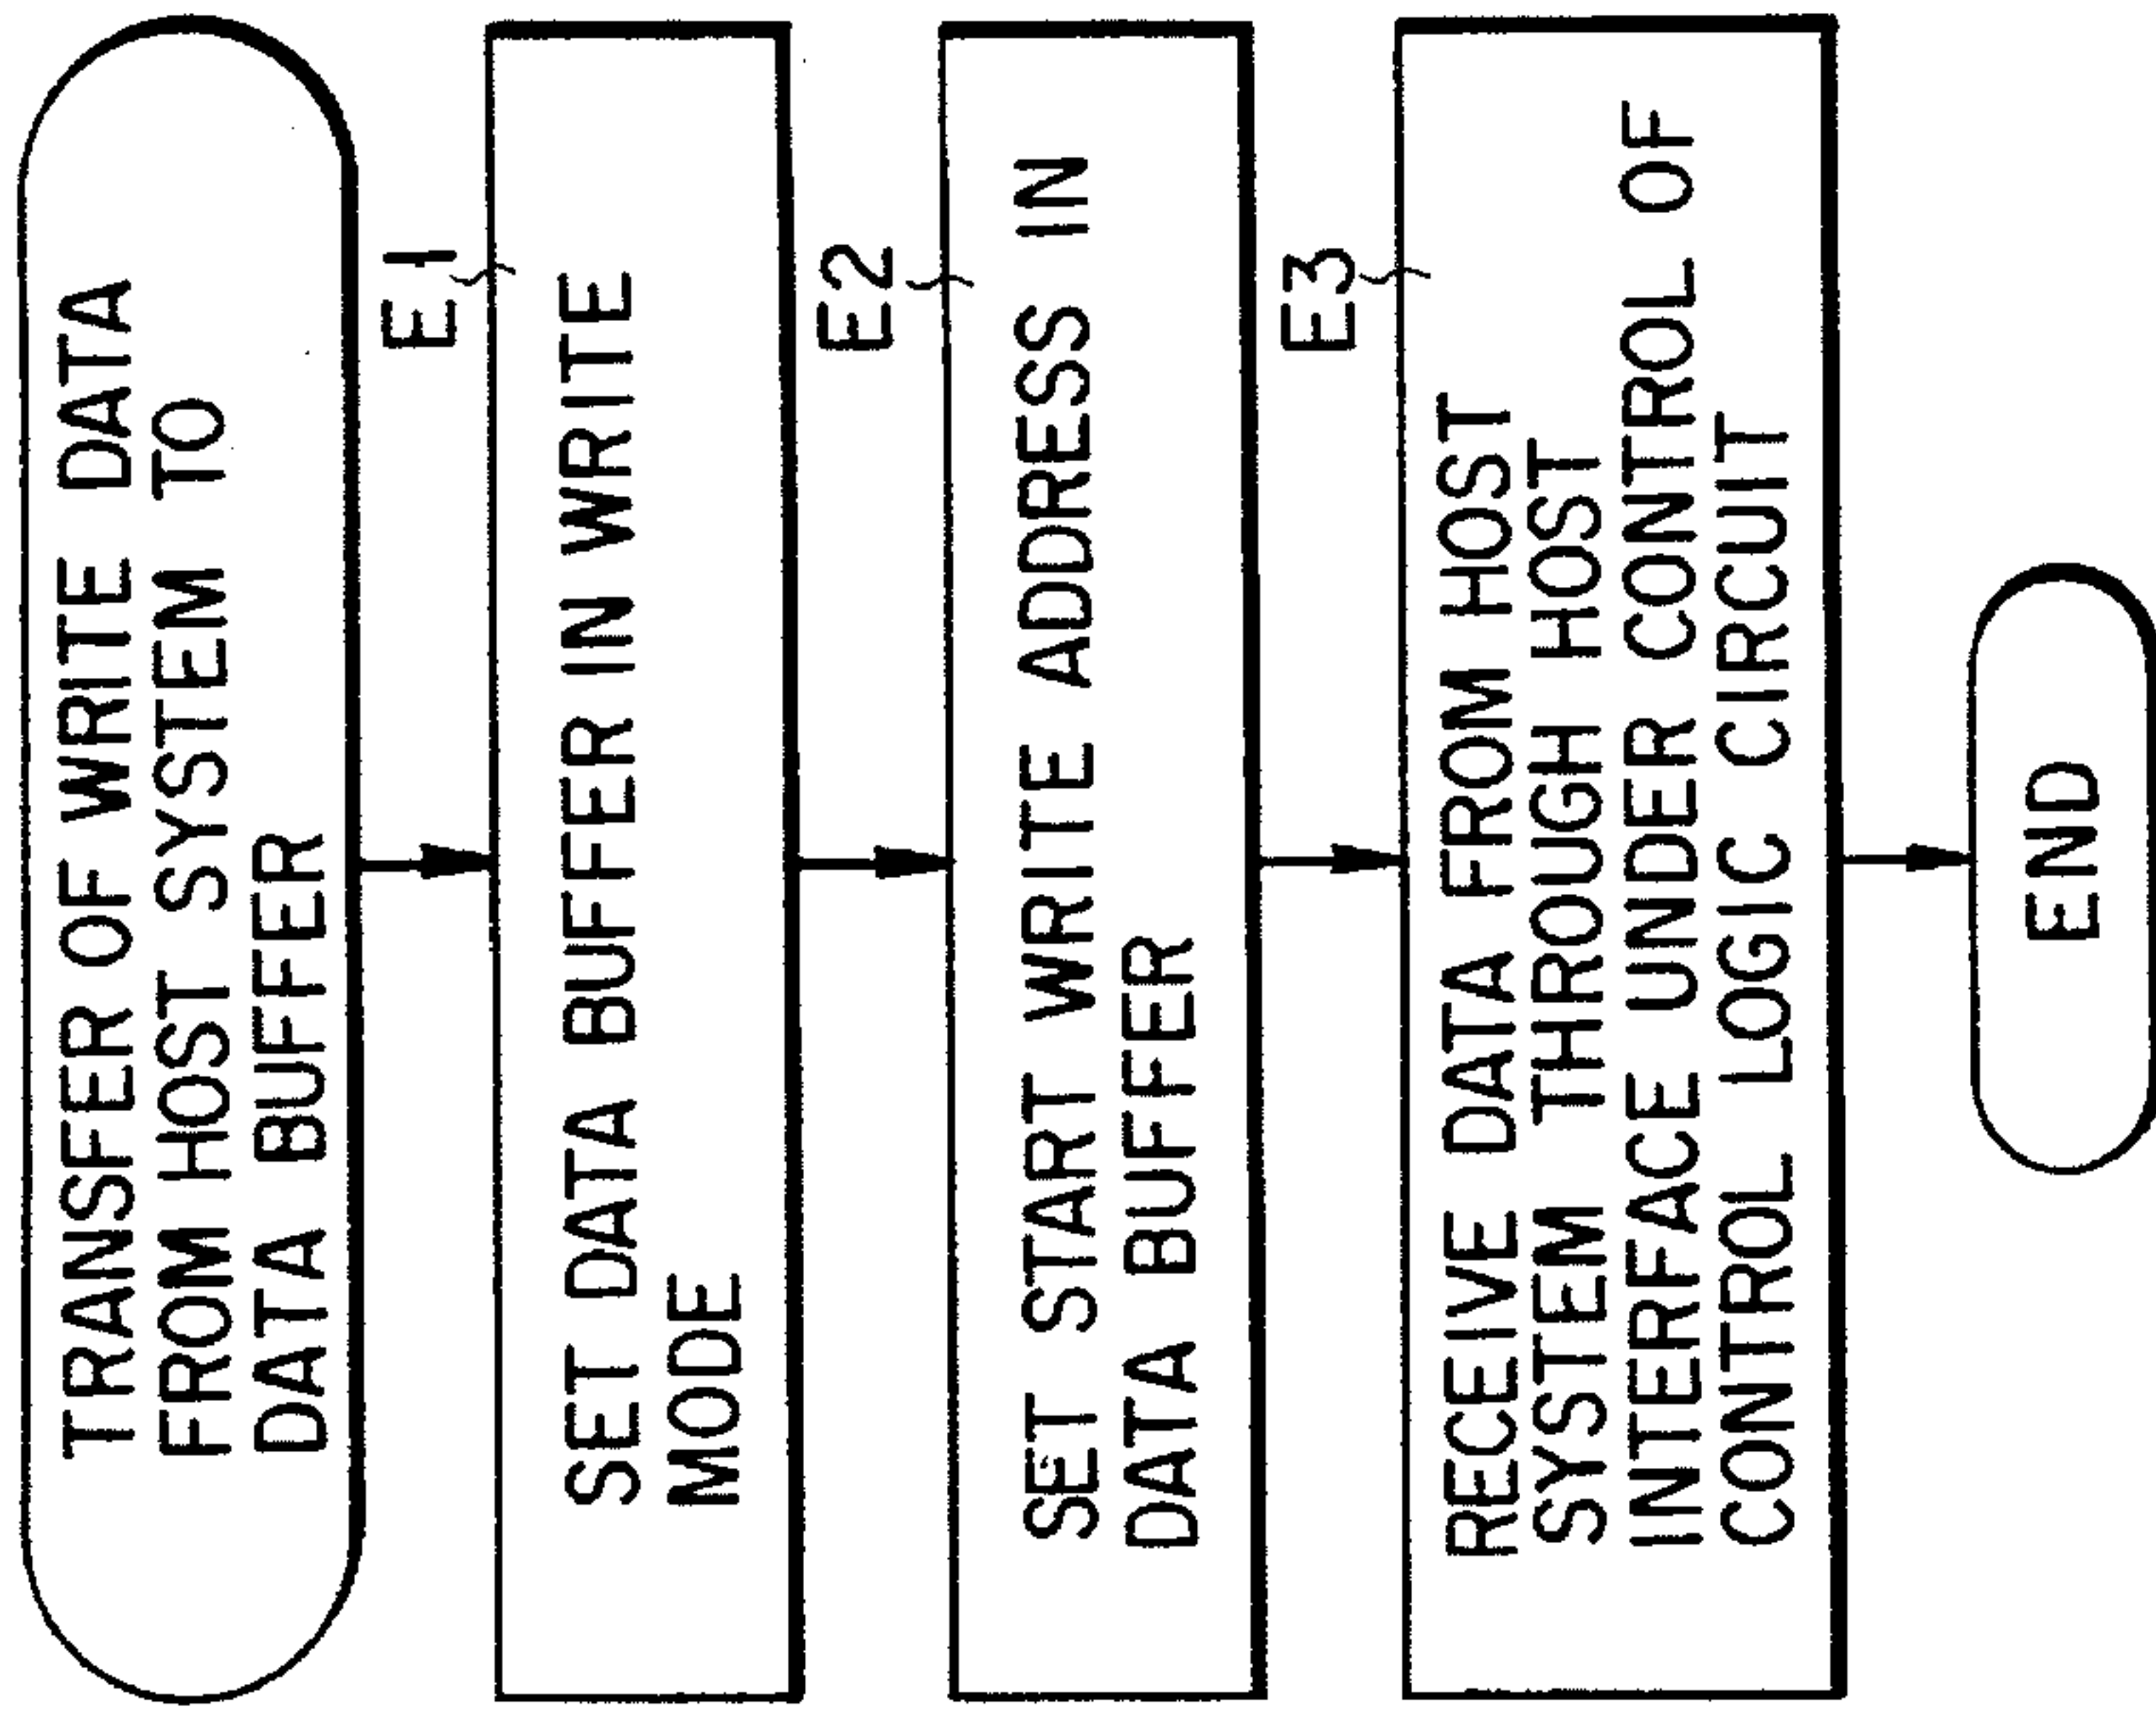 TRANSFER OF WRITE DATA
FROM HOST SYSTEM TO
DATA BUFFER
E1
SET DATA BUFFER IN WRITE
MODE
E2
SET START WRITE ADDRESS IN
DATA BUFFER
E3
RECEIVE DATA FROM HOST
SYSTEM THROUGH HOST
INTERFACE UNDER CONTROL OF
CONTROL LOGIC CIRCUIT
END